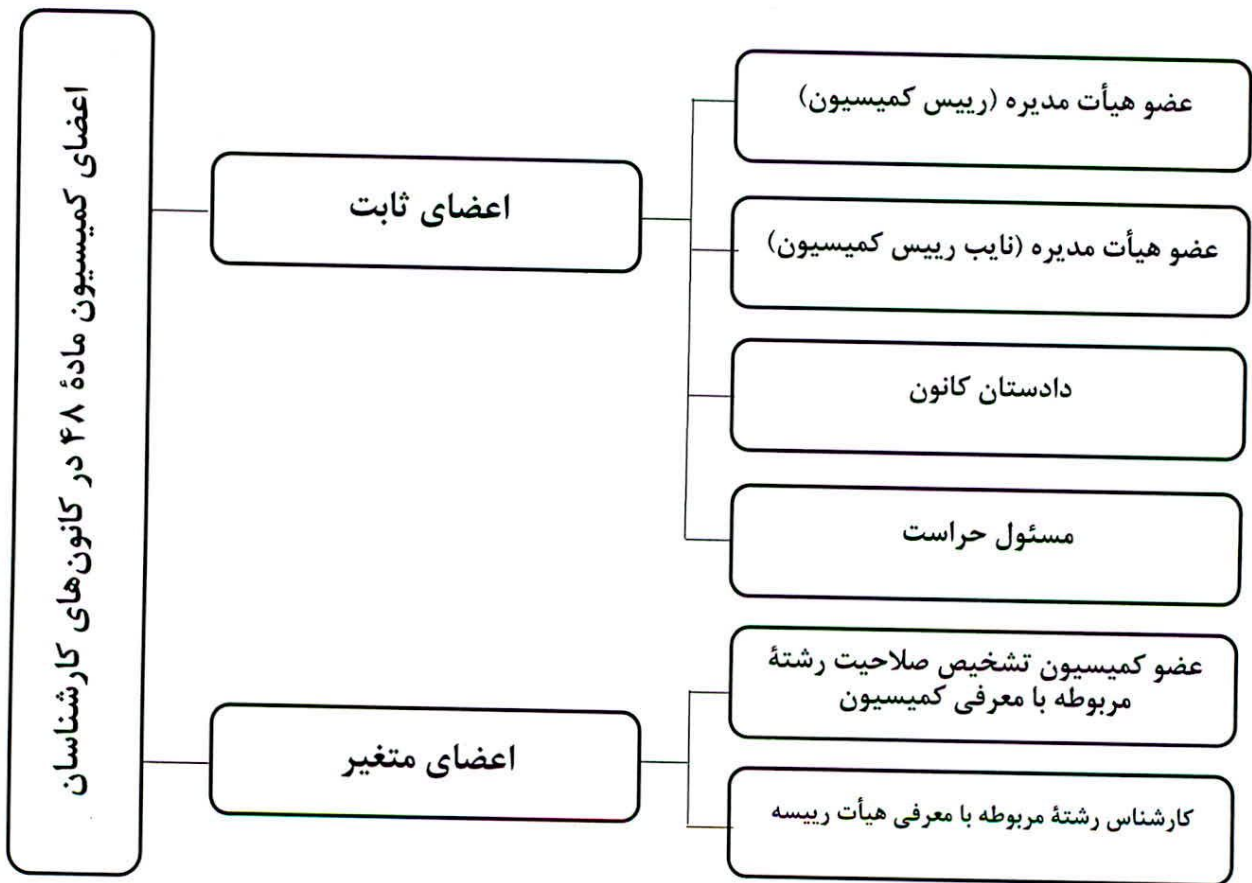 اعضای کمیسیون مادهٔ ۴۸ در کانون‌های کارشناسان
اعضای ثابت
عضو هیأت مدیره (رییس کمیسیون)
عضو هیأت مدیره (نایب رییس کمیسیون)
دادستان کانون
مسئول حراست
اعضای متغیر
عضو کمیسیون تشخیص صلاحیت رشتهٔ
مربوطه با معرفی کمیسیون
کارشناس رشتهٔ مربوطه با معرفی هیأت رییسه